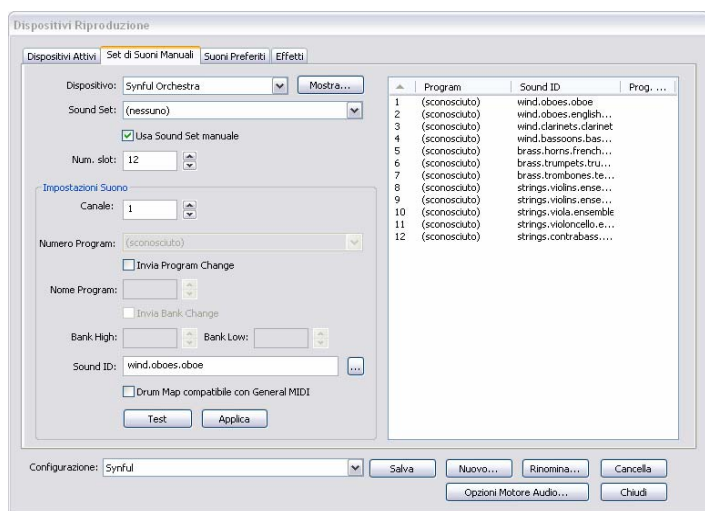 Dispositivi Riproduzione
Dispositivi Attivi Set di Suoni Manuali Suoni Preferiti Effetti
Dispositivo: Synful Orchestra Mostra...
Sound Set: (nessuno)
Usa Sound Set manuale
Num. slot: 12
Impostazioni Suono
Canale: 1
Numero Program: (sconosciuto)
Invia Program Change
Nome Program:
Invia Bank Change
Bank High: Bank Low:
Sound ID: wind.oboes.oboe ...
Drum Map compatibile con General MIDI
Test Applica
Program Sound ID Prog. ...
1 (sconosciuto) wind.oboes.oboe
2 (sconosciuto) wind.oboes.english...
3 (sconosciuto) wind.clarinets.clarinet
4 (sconosciuto) wind.bassoons.bas...
5 (sconosciuto) brass.horns.french...
6 (sconosciuto) brass.trumpets.tru...
7 (sconosciuto) brass.trombones.te...
8 (sconosciuto) strings.violins.ense...
9 (sconosciuto) strings.violins.ense...
10 (sconosciuto) strings.viola.ensemble
11 (sconosciuto) strings.violoncello.e...
12 (sconosciuto) strings.contrabass....
Configurazione: Synful Salva Nuovo... Rinomina... Cancella
Opzioni Motore Audio... Chiudi